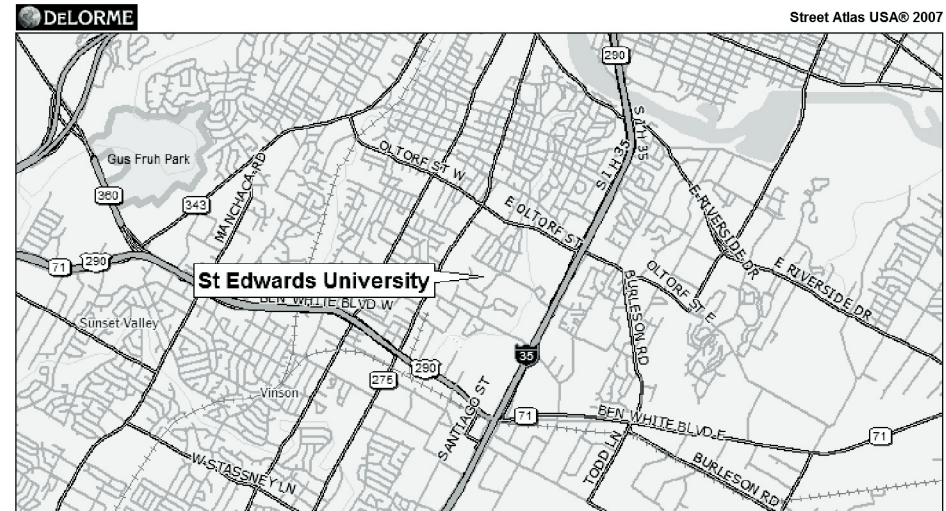 DELORME
Street Atlas USA® 2007
290
S I H 35
S I H 35
Gus Fruh Park
OLTORF ST W
MANCHACA RD
360
343
E OLTORF ST
E RIVERSIDE DR
71
290
E RIVERSIDE DR
St Edwards University
OLTORF ST E
BURLESON RD
BEN WHITE BLVD W
Sunset Valley
35
290
275
Vinson
SANTIAGO ST
71
BEN WHITE BLVD E
71
W STASSNEY LN
TODD LN
BURLESON RD